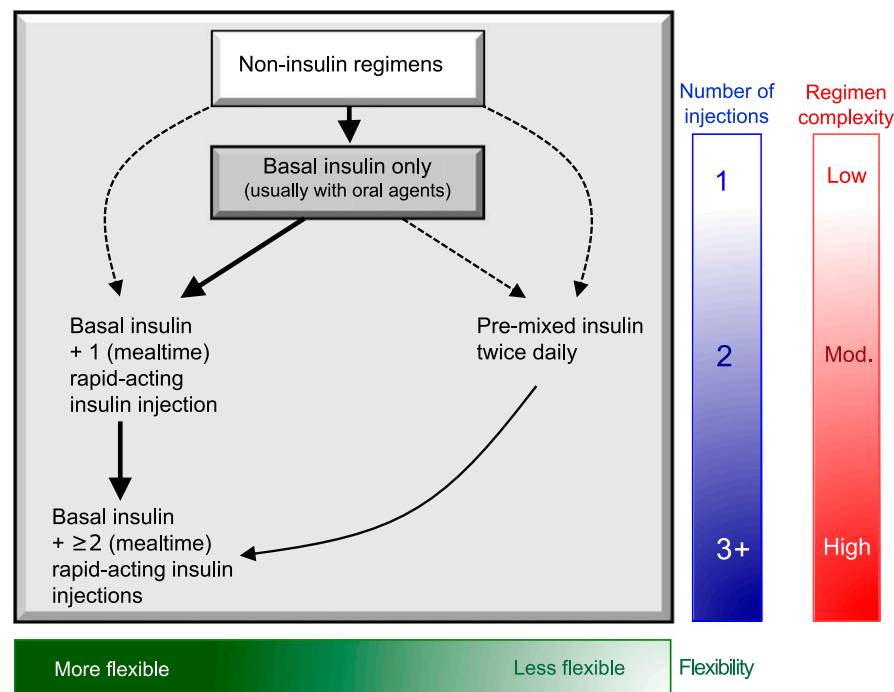 Non-insulin regimens
Number of
injections
Regimen
complexity
Basal insulin only
(usually with oral agents)
1
Low
Basal insulin
+ 1 (mealtime)
rapid-acting
insulin injection
Pre-mixed insulin
twice daily
2
Mod.
Basal insulin
+ ≥2 (mealtime)
rapid-acting insulin
injections
3+
High
More flexible
Less flexible
Flexibility